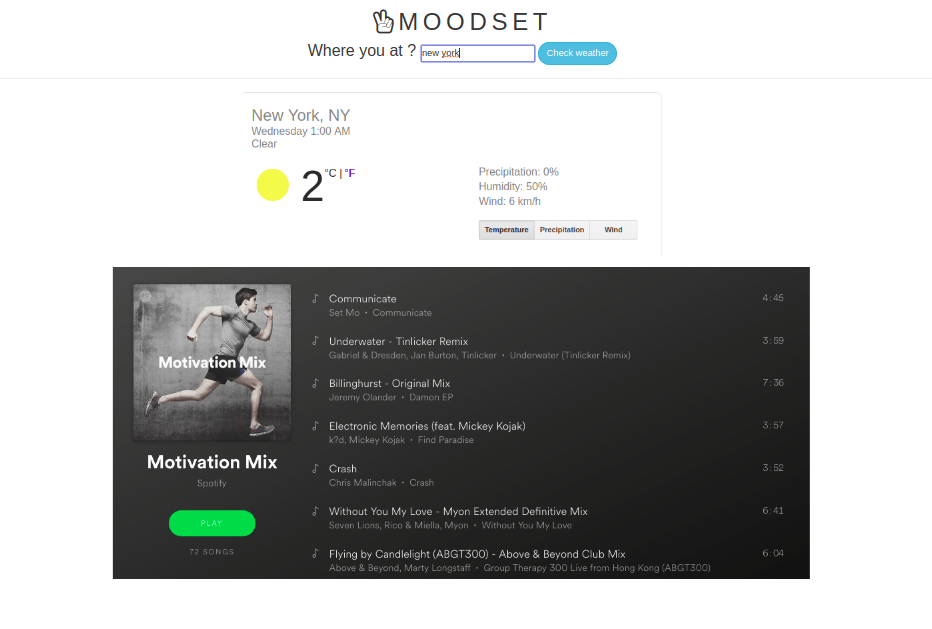 MOODSET
Where you at ? new york Check weather
New York, NY
Wednesday 1:00 AM
Clear
2 °C | °F
Precipitation: 0%
Humidity: 50%
Wind: 6 km/h
Temperature Precipitation Wind
Motivation Mix
Motivation Mix
Spotify
PLAY
72 SONGS
Communicate 4:45
Set Mo • Communicate
Underwater - Tinlicker Remix 3:59
Gabriel & Dresden, Jan Burton, Tinlicker • Underwater (Tinlicker Remix)
Billinghurst - Original Mix 7:36
Jeremy Olander • Damon EP
Electronic Memories (feat. Mickey Kojak) 3:57
k?d, Mickey Kojak • Find Paradise
Crash 3:52
Chris Malinchak • Crash
Without You My Love - Myon Extended Definitive Mix 6:41
Seven Lions, Rico & Miella, Myon • Without You My Love
Flying by Candlelight (ABGT300) - Above & Beyond Club Mix 6:04
Above & Beyond, Marty Longstaff • Group Therapy 300 Live from Hong Kong (ABGT300)